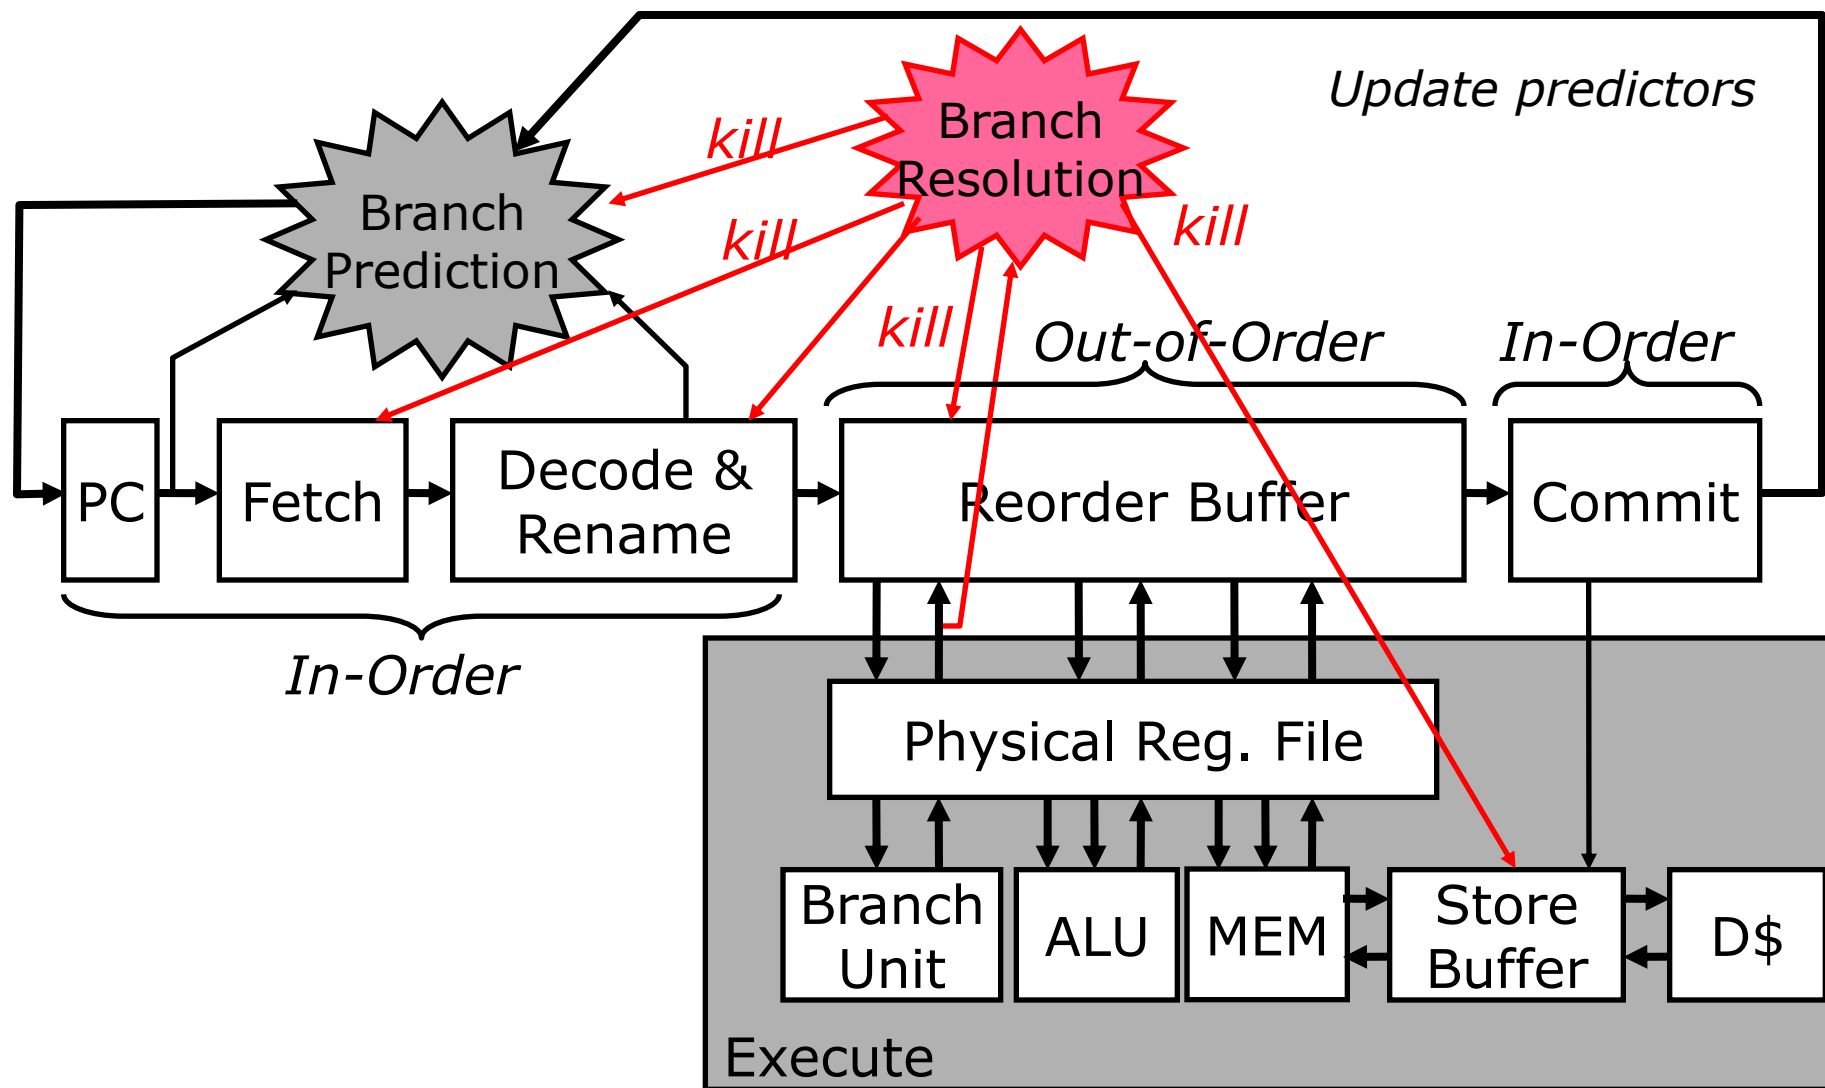 Update predictors
Branch
Resolution
kill
Branch
Prediction
kill
kill
kill
Out-of-Order
In-Order
PC
Fetch
Decode &
Rename
Reorder Buffer
Commit
In-Order
Physical Reg. File
Branch
Unit
ALU
MEM
Store
Buffer
D$
Execute